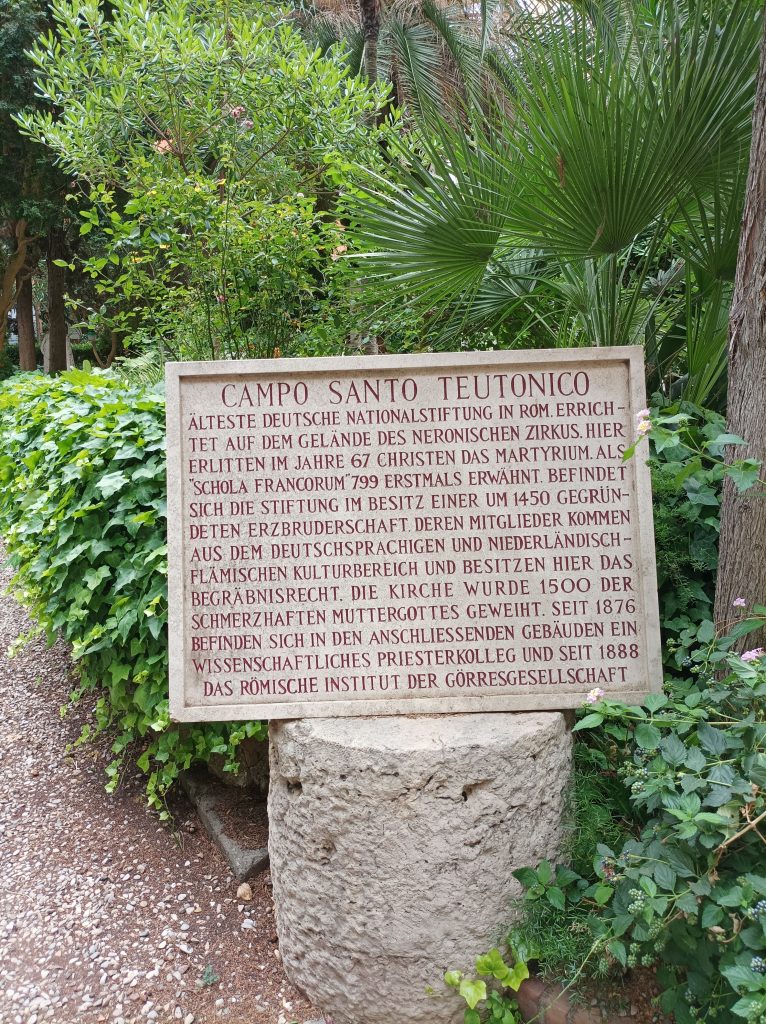 CAMPO SANTO TEUTONICO
ÄLTESTE DEUTSCHE NATIONALSTIFTUNG IN ROM. ERRICH-
TET AUF DEM GELÄNDE DES NERONISCHEN ZIRKUS. HIER
ERLITTEN IM JAHRE 67 CHRISTEN DAS MARTYRIUM. ALS
"SCHOLA FRANCORUM" 799 ERSTMALS ERWÄHNT. BEFINDET
SICH DIE STIFTUNG IM BESITZ EINER UM 1450 GEGRÜN-
DETEN ERZBRUDERSCHAFT. DEREN MITGLIEDER KOMMEN
AUS DEM DEUTSCHSPRACHIGEN UND NIEDERLÄNDISCH-
FLÄMISCHEN KULTURBEREICH UND BESITZEN HIER DAS
BEGRÄBNISRECHT. DIE KIRCHE WURDE 1500 DER
SCHMERZHAFTEN MUTTERGOTTES GEWEIHT. SEIT 1876
BEFINDEN SICH IN DEN ANSCHLIESSENDEN GEBÄUDEN EIN
WISSENSCHAFTLICHES PRIESTERKOLLEG UND SEIT 1888
DAS RÖMISCHE INSTITUT DER GÖRRESGESELLSCHAFT